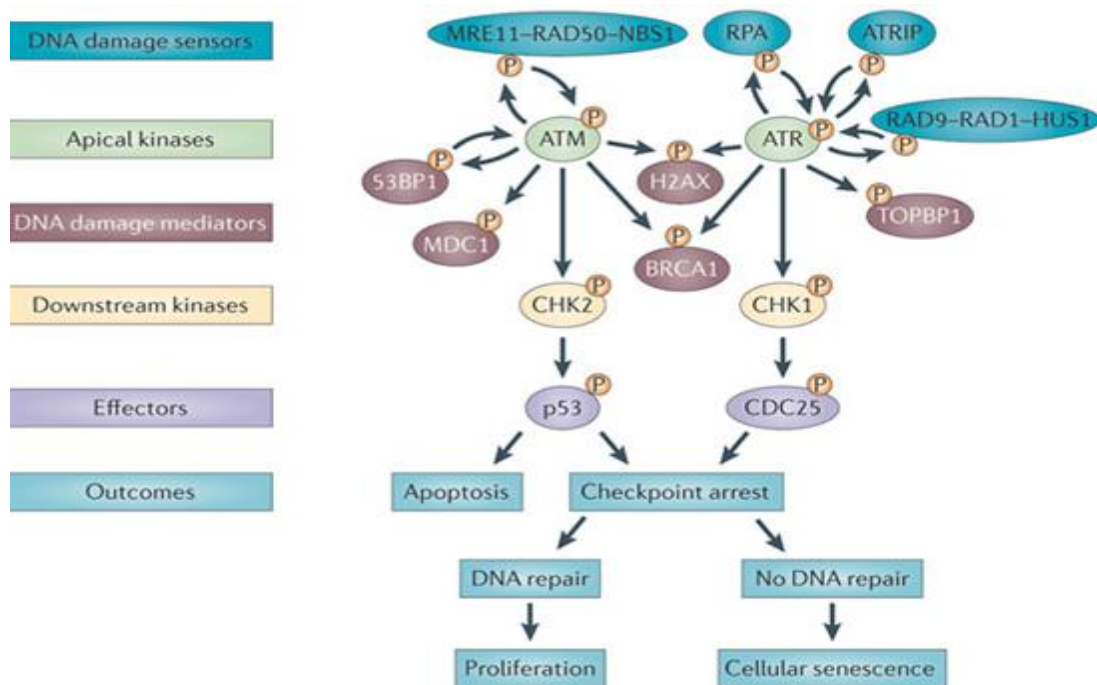 DNA damage sensors
MRE11–RAD50–NBS1
RPA
ATRIP
P
P
P
RAD9–RAD1–HUS1
P
Apical kinases
ATM
P
ATR
P
53BP1
P
H2AX
P
DNA damage mediators
MDC1
P
BRCA1
P
TOPBP1
P
Downstream kinases
CHK2
P
CHK1
P
Effectors
p53
P
CDC25
P
Outcomes
Apoptosis
Checkpoint arrest
DNA repair
No DNA repair
Proliferation
Cellular senescence